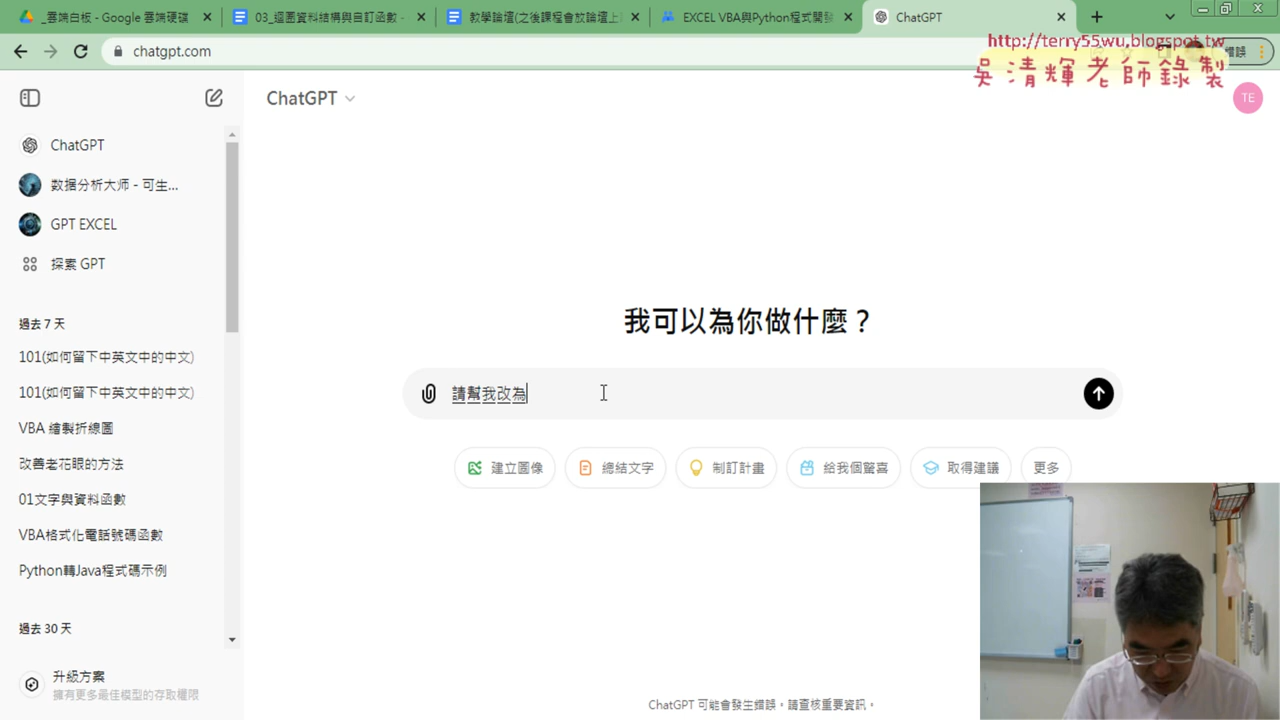 _雲端白板 - Google 雲端硬碟
03_迴圈資料結構與自訂函數 -
教學論壇(之後課程會放論壇上
EXCEL VBA與Python程式開發
ChatGPT
chatgpt.com
http://terry55wu.blogspot.tw
吳清輝老師錄製
ChatGPT
TE
ChatGPT
数据分析大师 - 可生...
GPT EXCEL
探索 GPT
過去 7 天
101(如何留下中英文中的中文)
101(如何留下中英文中的中文)
VBA 繪製折線圖
改善老花眼的方法
01文字與資料函數
VBA格式化電話號碼函數
Python轉Java程式碼示例
過去 30 天
升級方案
擁有更多最佳模型的存取權限
我可以為你做什麼？
請幫我改為
建立圖像
總結文字
制訂計畫
給我個驚喜
取得建議
更多
ChatGPT 可能會發生錯誤。請查核重要資訊。